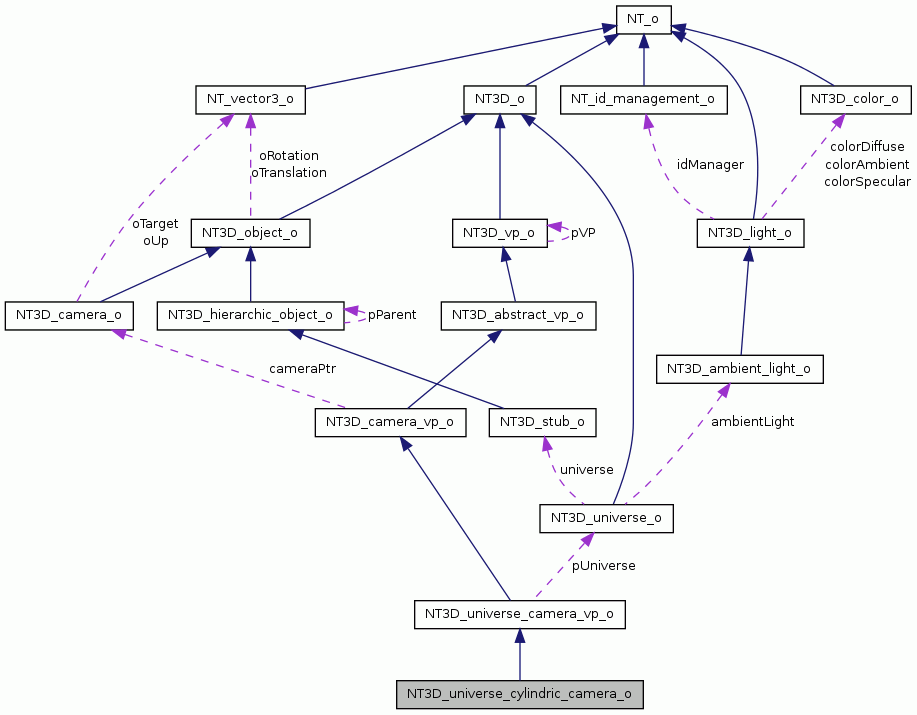 NT_o
NT_vector3_o
NT3D_o
NT_id_management_o
NT3D_color_o
oRotation
oTranslation
idManager
colorDiffuse
colorAmbient
colorSpecular
oTarget
oUp
NT3D_object_o
NT3D_vp_o
pVP
NT3D_light_o
NT3D_camera_o
NT3D_hierarchic_object_o
pParent
NT3D_abstract_vp_o
cameraPtr
NT3D_ambient_light_o
NT3D_camera_vp_o
NT3D_stub_o
ambientLight
universe
NT3D_universe_o
pUniverse
NT3D_universe_camera_vp_o
NT3D_universe_cylindric_camera_o